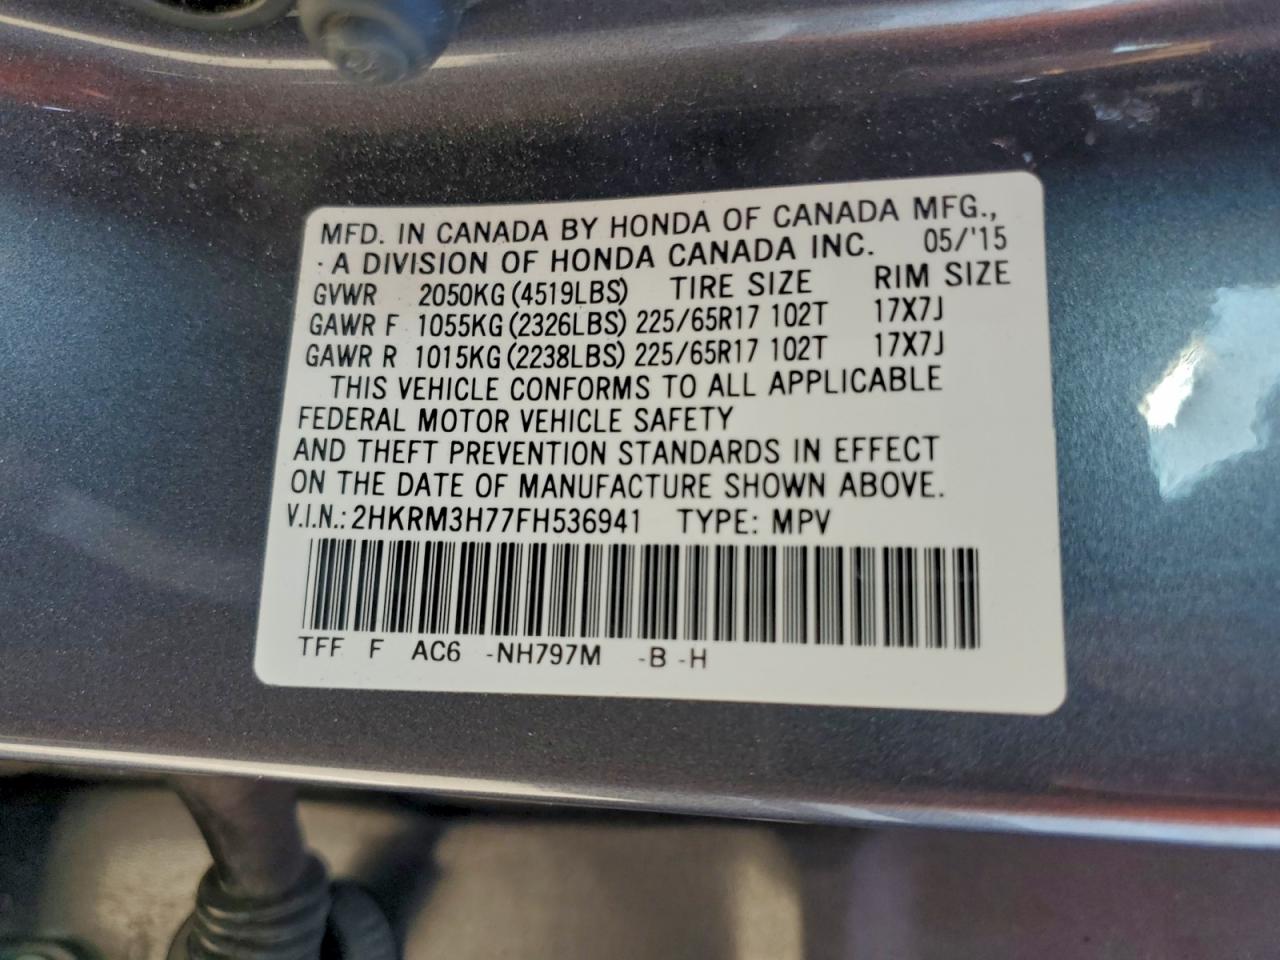 MFD. IN CANADA BY HONDA OF CANADA MFG.,
A DIVISION OF HONDA CANADA INC. 05/'15
GVWR 2050KG (4519LBS) TIRE SIZE RIM SIZE
GAWR F 1055KG (2326LBS) 225/65R17 102T 17X7J
GAWR R 1015KG (2238LBS) 225/65R17 102T 17X7J
THIS VEHICLE CONFORMS TO ALL APPLICABLE
FEDERAL MOTOR VEHICLE SAFETY
AND THEFT PREVENTION STANDARDS IN EFFECT
ON THE DATE OF MANUFACTURE SHOWN ABOVE.
V.I.N.: 2HKRM3H77FH536941 TYPE: MPV
TFF F AC6 -NH797M -B -H